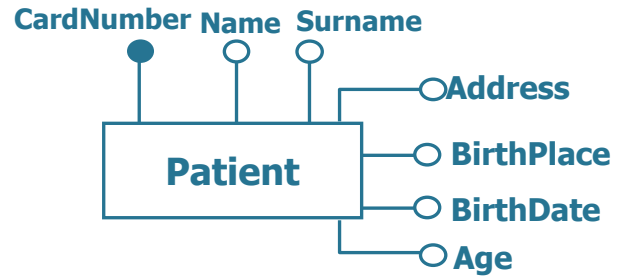 CardNumber Name Surname
Address
Patient
BirthPlace
BirthDate
Age